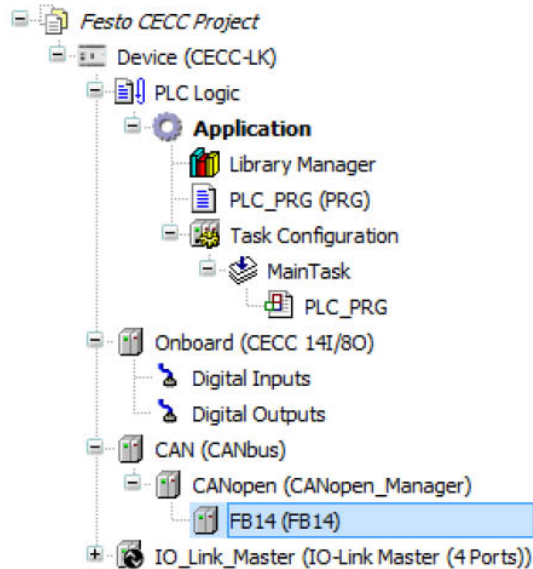 Festo CECC Project
Device (CECC-LK)
PLC Logic
Application
Library Manager
PLC_PRG (PRG)
Task Configuration
MainTask
PLC_PRG
Onboard (CECC 14I/8O)
Digital Inputs
Digital Outputs
CAN (CANbus)
CANopen (CANopen_Manager)
FB14 (FB14)
IO_Link_Master (IO-Link Master (4 Ports))